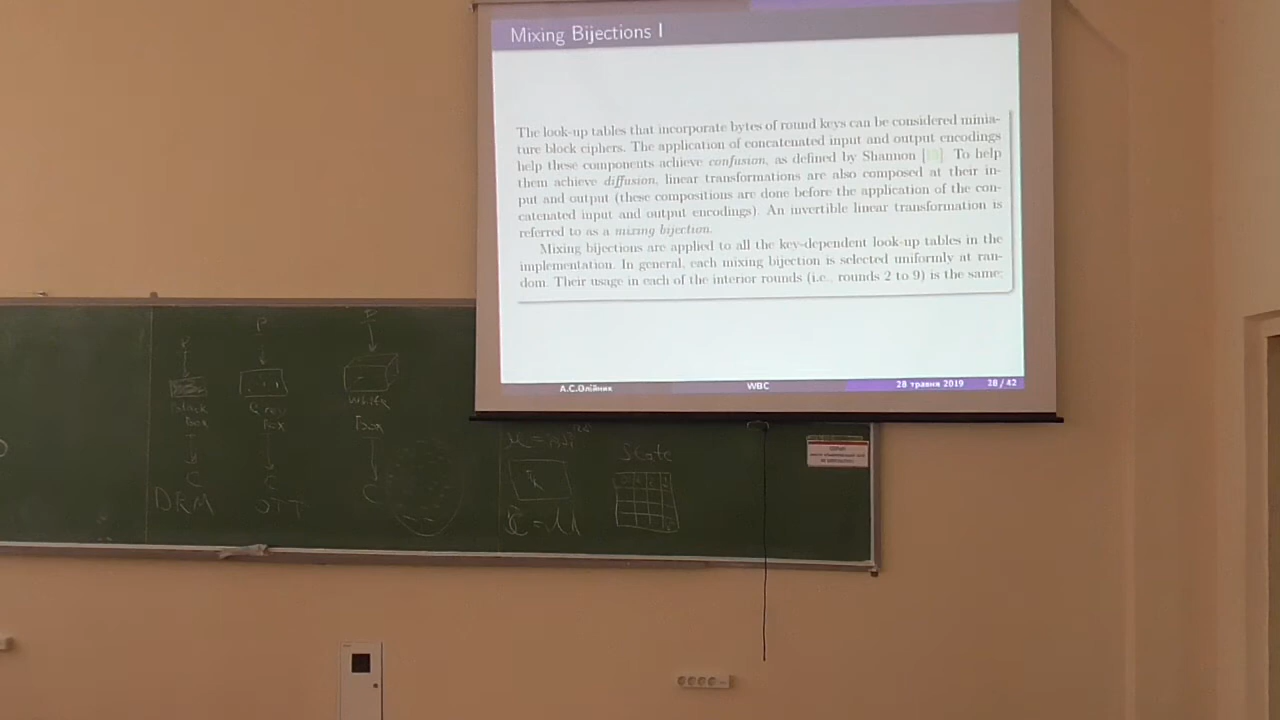 Mixing Bijections I
The look-up tables that incorporate bytes of round keys can be considered minia-
ture block ciphers. The application of concatenated input and output encodings
help these components achieve confusion, as defined by Shannon [ ]. To help
them achieve diffusion, linear transformations are also composed at their in-
put and output (these compositions are done before the application of the con-
catenated input and output encodings). An invertible linear transformation is
referred to as a mixing bijection.
Mixing bijections are applied to all the key-dependent look-up tables in the
implementation. In general, each mixing bijection is selected uniformly at ran-
dom. Their usage in each of the interior rounds (i.e., rounds 2 to 9) is the same:
А.С.Олійник WBC 28 травня 2019 28 / 42
P
Black
box
C
DRM
P
Grey
box
C
OTT
White
Box
C
State